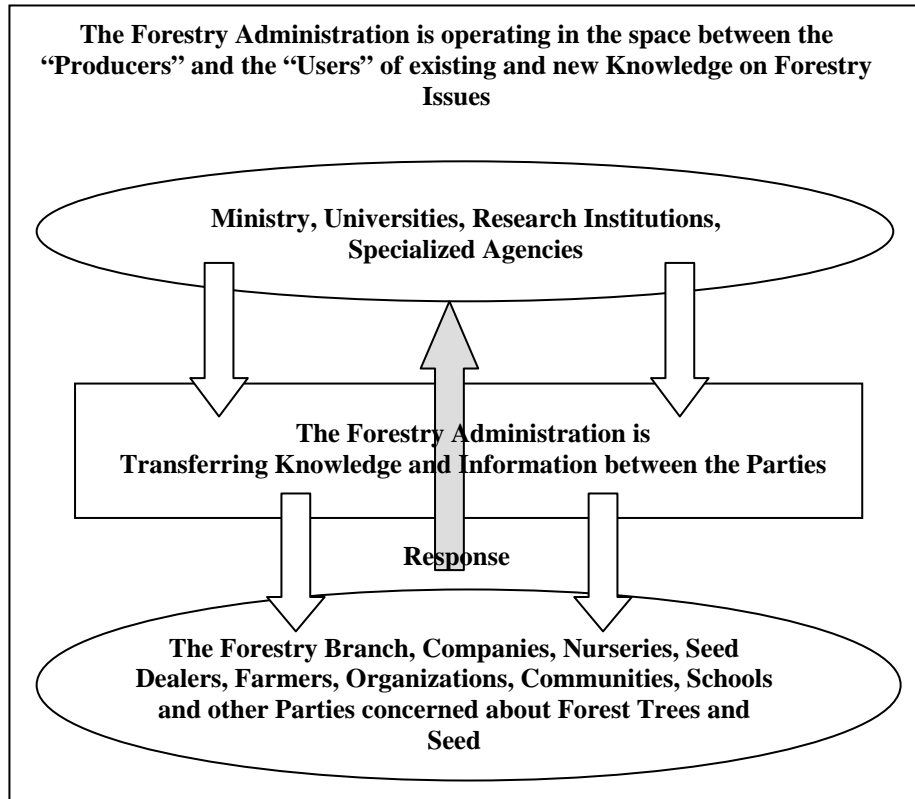 The Forestry Administration is operating in the space between the
“Producers” and the “Users” of existing and new Knowledge on Forestry
Issues
Ministry, Universities, Research Institutions,
Specialized Agencies
The Forestry Administration is
Transferring Knowledge and Information between the Parties
Response
The Forestry Branch, Companies, Nurseries, Seed
Dealers, Farmers, Organizations, Communities, Schools
and other Parties concerned about Forest Trees and
Seed